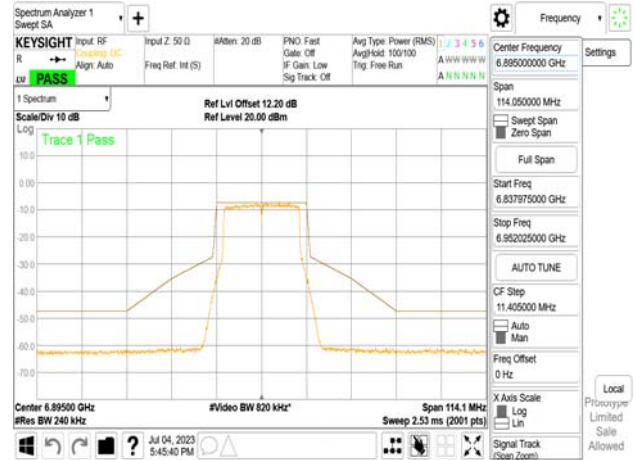 Spectrum Analyzer 1
Swept SA
+
Frequency
KEYSIGHT
R
LXI
PASS
Input: RF
Coupling: DC
Align: Auto
Input Z: 50 Ω
Freq Ref: Int (S)
#Atten: 20 dB
PNO: Fast
Gate: Off
IF Gain: Low
Sig Track: Off
Avg Type: Power (RMS)
Avg|Hold: 100/100
Trig: Free Run
1 2 3 4 5 6
A W W W W W
A N N N N N
1 Spectrum
Scale/Div 10 dB
Log
Ref Lvl Offset 12.20 dB
Ref Level 20.00 dBm
Trace 1 Pass
10.0
0.00
-10.0
-20.0
-30.0
-40.0
-50.0
-60.0
-70.0
Center 6.89500 GHz
#Res BW 240 kHz
#Video BW 820 kHz*
Span 114.1 MHz
Sweep 2.53 ms (2001 pts)
Jul 04, 2023
5:45:40 PM
?
Center Frequency
6.895000000 GHz
Settings
Span
114.050000 MHz
Swept Span
Zero Span
Full Span
Start Freq
6.837975000 GHz
Stop Freq
6.952025000 GHz
AUTO TUNE
CF Step
11.405000 MHz
Auto
Man
Freq Offset
0 Hz
X Axis Scale
Log
Lin
Signal Track
(Span Zoom)
Local
Prototype
Limited
Sale
Allowed